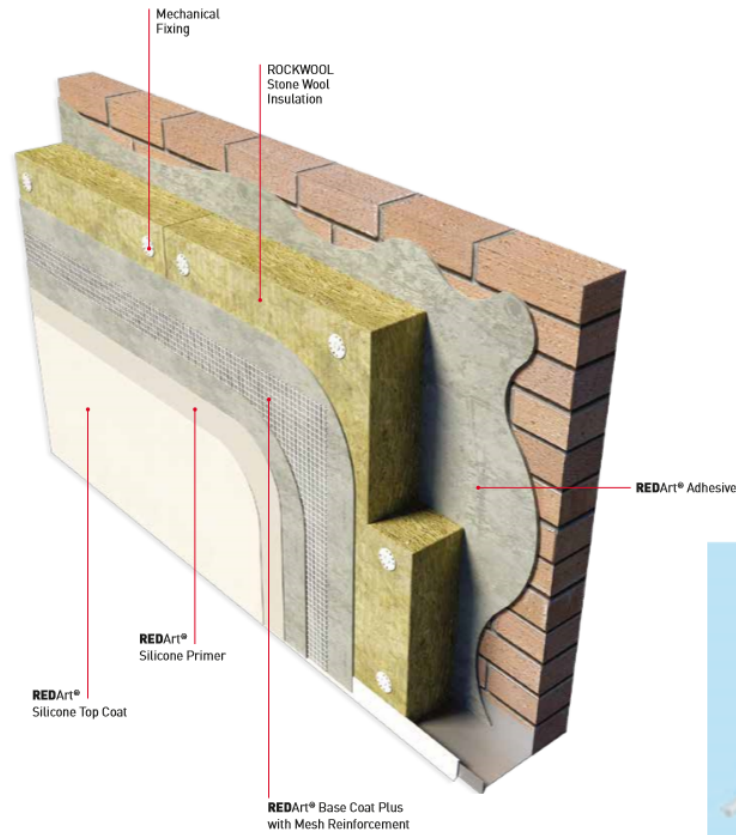 Mechanical
Fixing
ROCKWOOL
Stone Wool
Insulation
REDArt® Adhesive
REDArt®
Silicone Primer
REDArt®
Silicone Top Coat
REDArt® Base Coat Plus
with Mesh Reinforcement